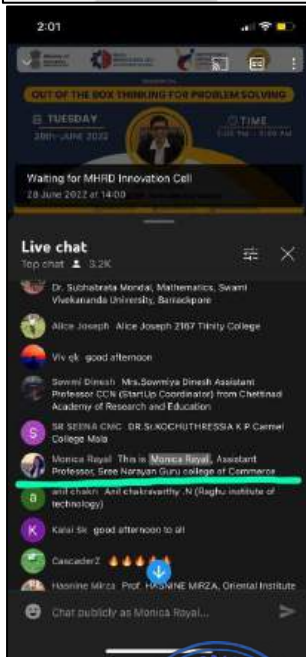 2:01
OUT OF THE BOX THINKING FOR PROBLEM SOLVING
TUESDAY
28th-JUNE 2022
TIME
Waiting for MHRD Innovation Cell
28 June 2022 at 14:00
Live chat
Top chat 3.2K
Dr. Subhabrata Mondal, Mathematics, Swami
Vivekananda University, Barrackpore
Alice Joseph Alice Joseph 2167 Trinity College
Viv ek good afternoon
Sowmi Dinesh Mrs.Sowmiya Dinesh Assistant
Professor CCN (StartUp Coordinator) from Chettinad
Academy of Research and Education
S
SR SEENA CMC DR.Sr.KOCHUTHRESSIA K P Carmel
College Mala
Monica Royal This is Monica Royal, Assistant
Professor, Sree Narayan Guru college of Commerce
a
anil chakri Anil chakravarthy .N (Raghu institute of
technology)
K
Kalai Sk good afternoon to all
CascaderZ 🔥🔥🔥🔥🔥
Hasnine Mirza Prof. HASNINE MIRZA, Oriental Institute
Chat publicly as Monica Royal...